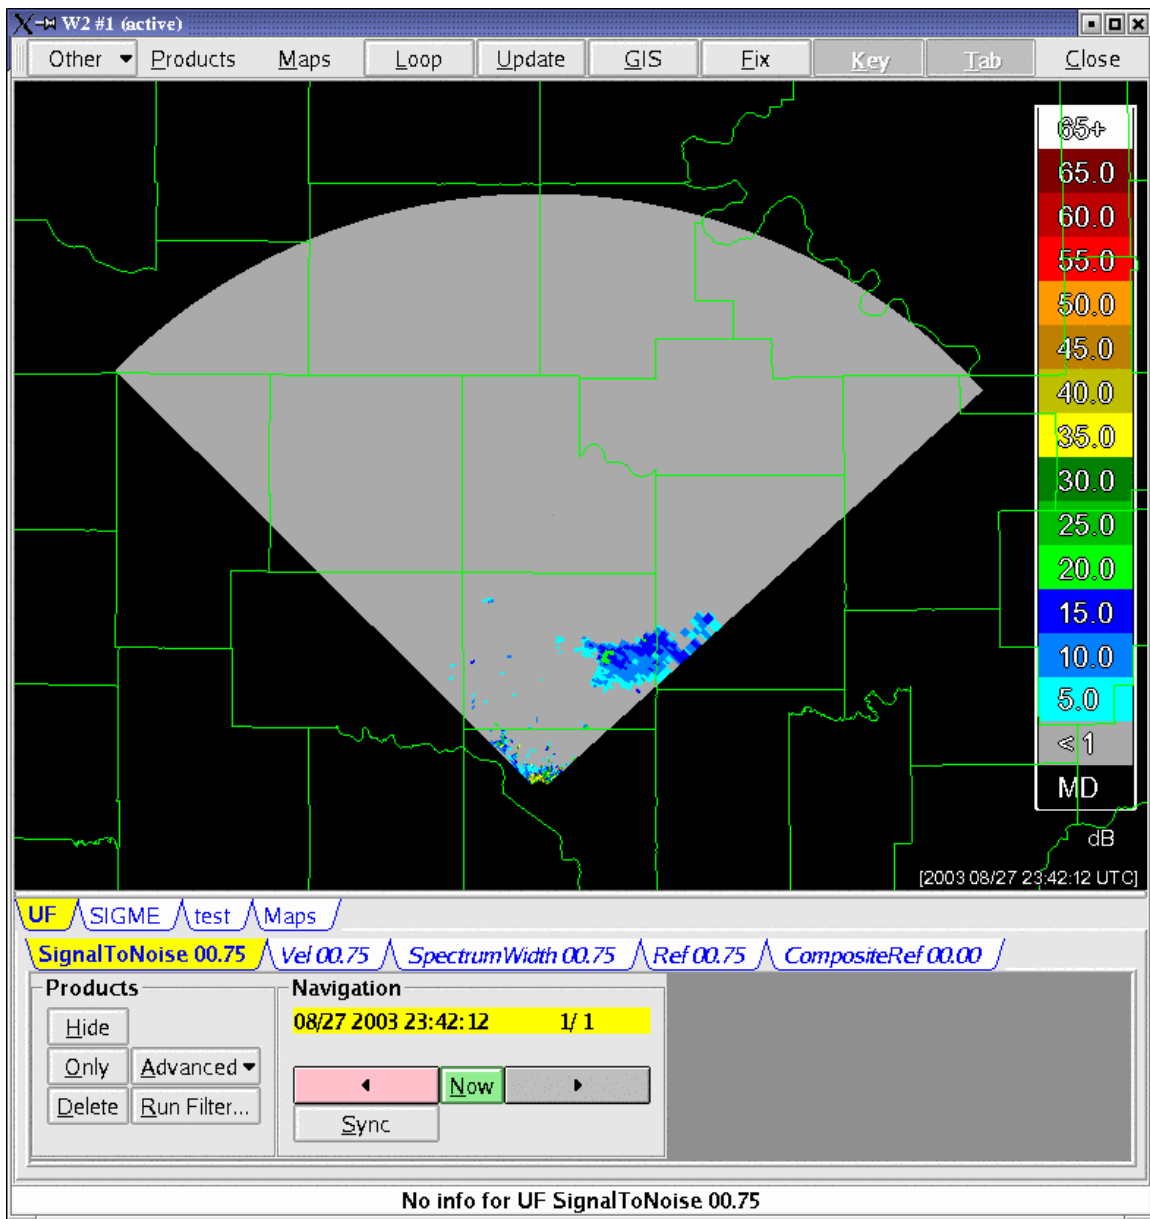 W2 #1 (active)
Other Products Maps Loop Update GIS Fix Key Tab Close
65+
65.0
60.0
55.0
50.0
45.0
40.0
35.0
30.0
25.0
20.0
15.0
10.0
5.0
< 1
MD
dB
[2003 08/27 23:42:12 UTC]
UF SIGME test Maps
SignalToNoise 00.75 Vel 00.75 SpectrumWidth 00.75 Ref 00.75 CompositeRef 00.00
Products Navigation
08/27 2003 23:42:12 1/ 1
Hide
Only Advanced
Now
Delete Run Filter...
Sync
No info for UF SignalToNoise 00.75